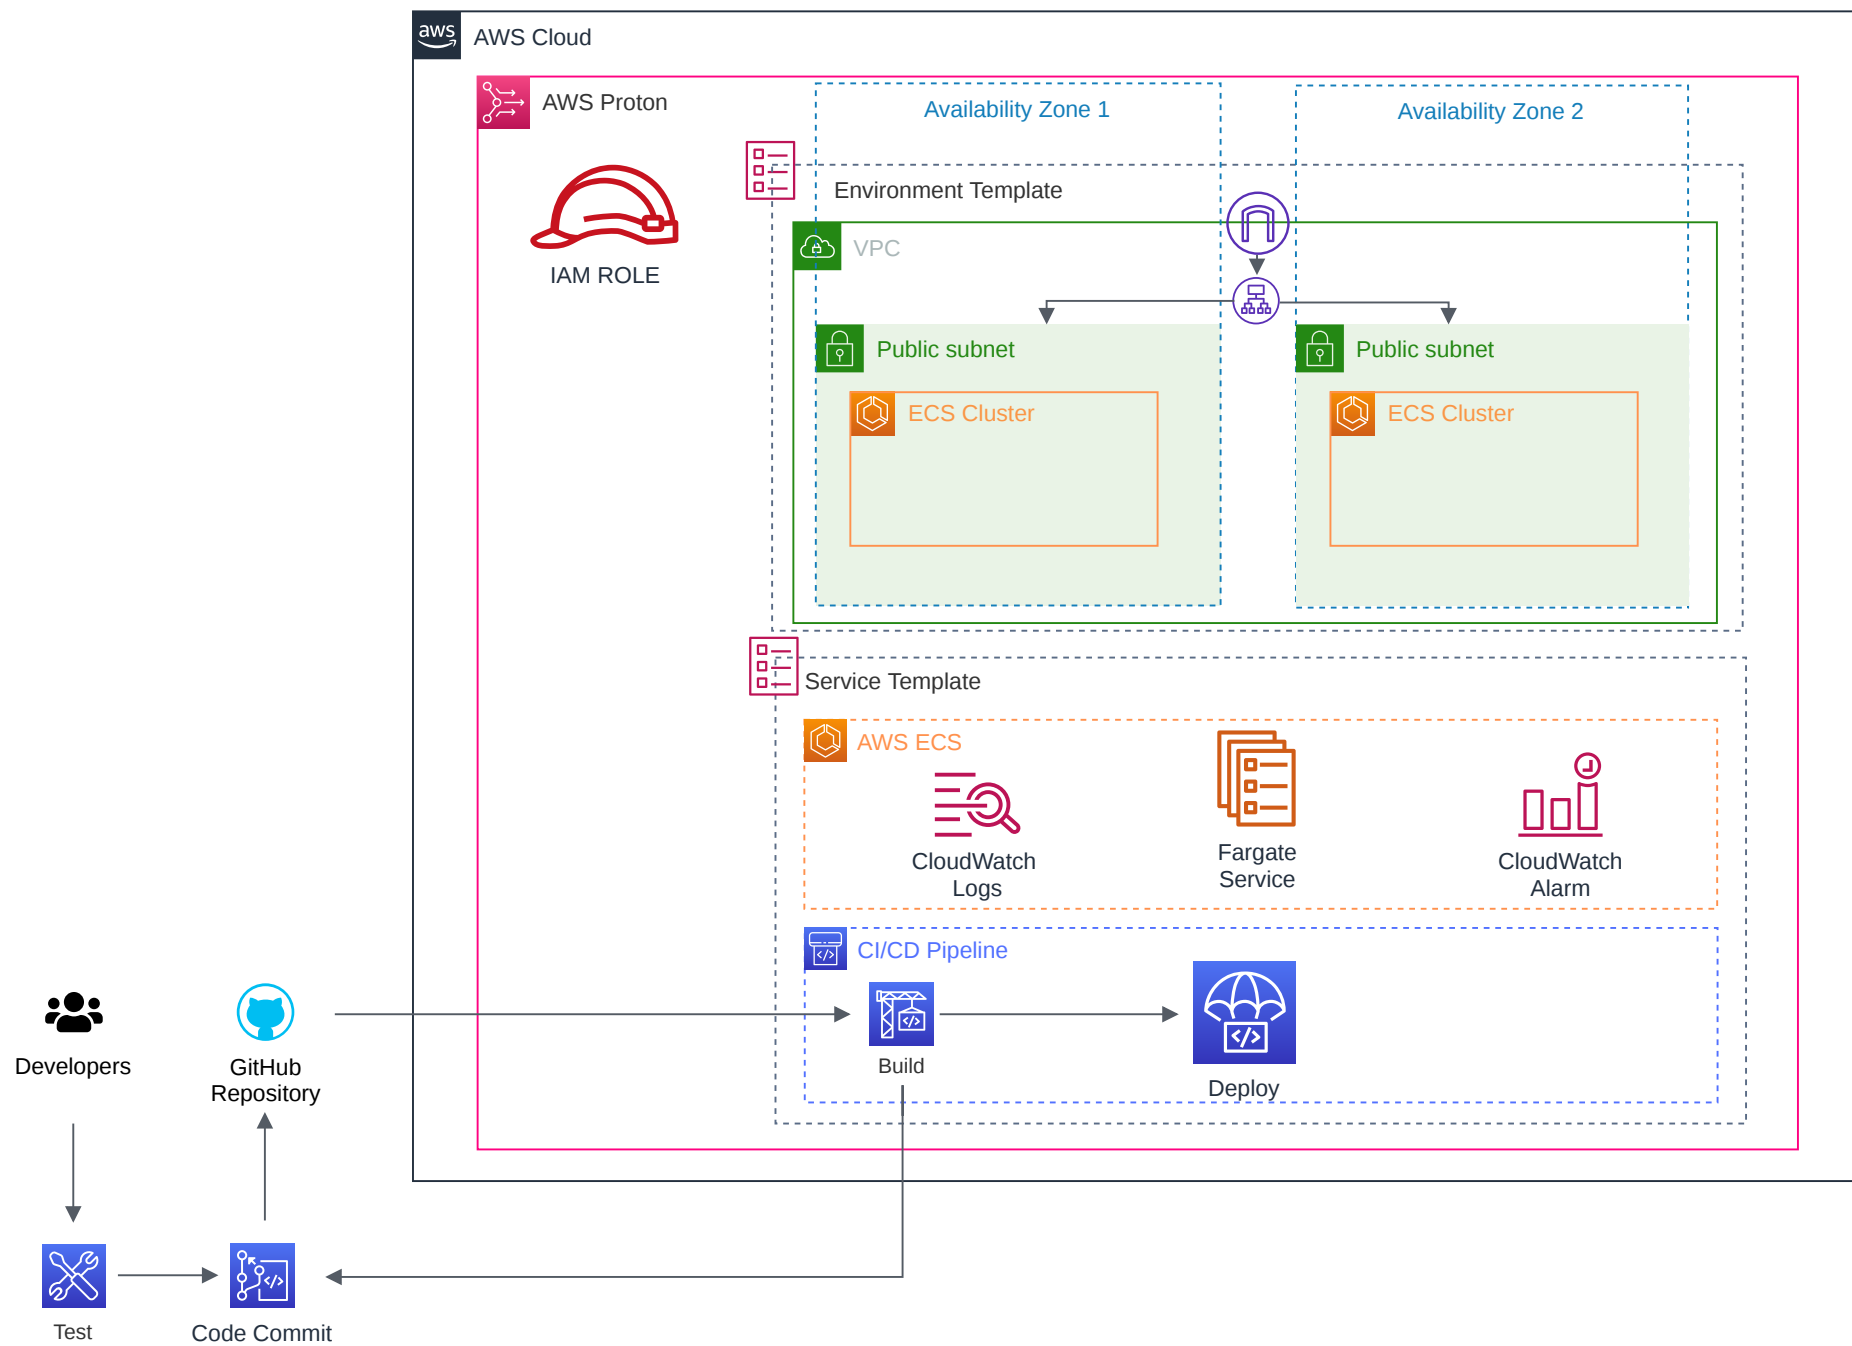 aws
AWS Cloud
AWS Proton
Availability Zone 1
Availability Zone 2
Environment Template
IAM ROLE
VPC
Public subnet
Public subnet
ECS Cluster
ECS Cluster
Service Template
AWS ECS
CloudWatch
Logs
Fargate
Service
CloudWatch
Alarm
CI/CD Pipeline
Build
Deploy
Developers
GitHub
Repository
Test
Code Commit